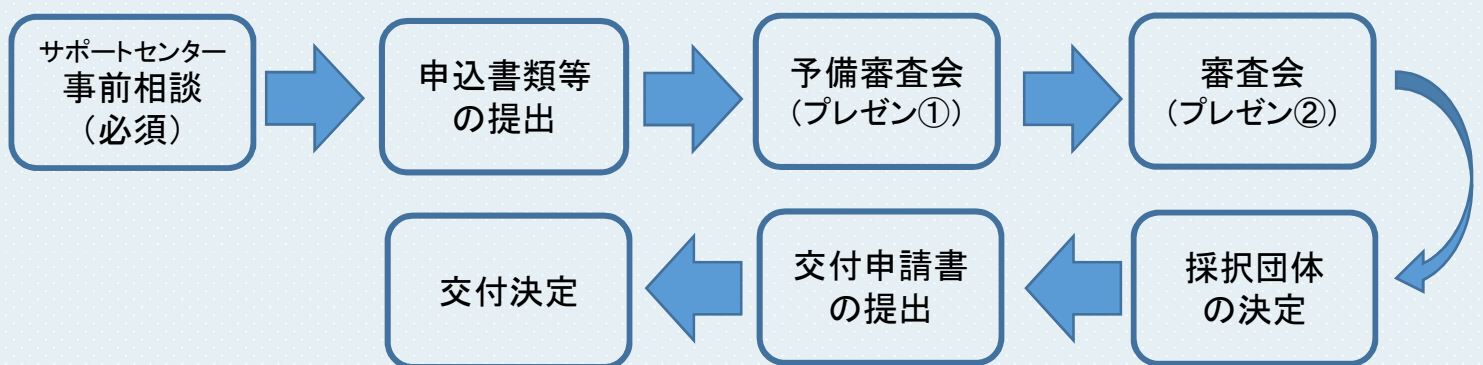 サポートセンター
事前相談
（必須）
申込書類等
の提出
予備審査会
（プレゼン①）
審査会
（プレゼン②）
採択団体
の決定
交付申請書
の提出
交付決定